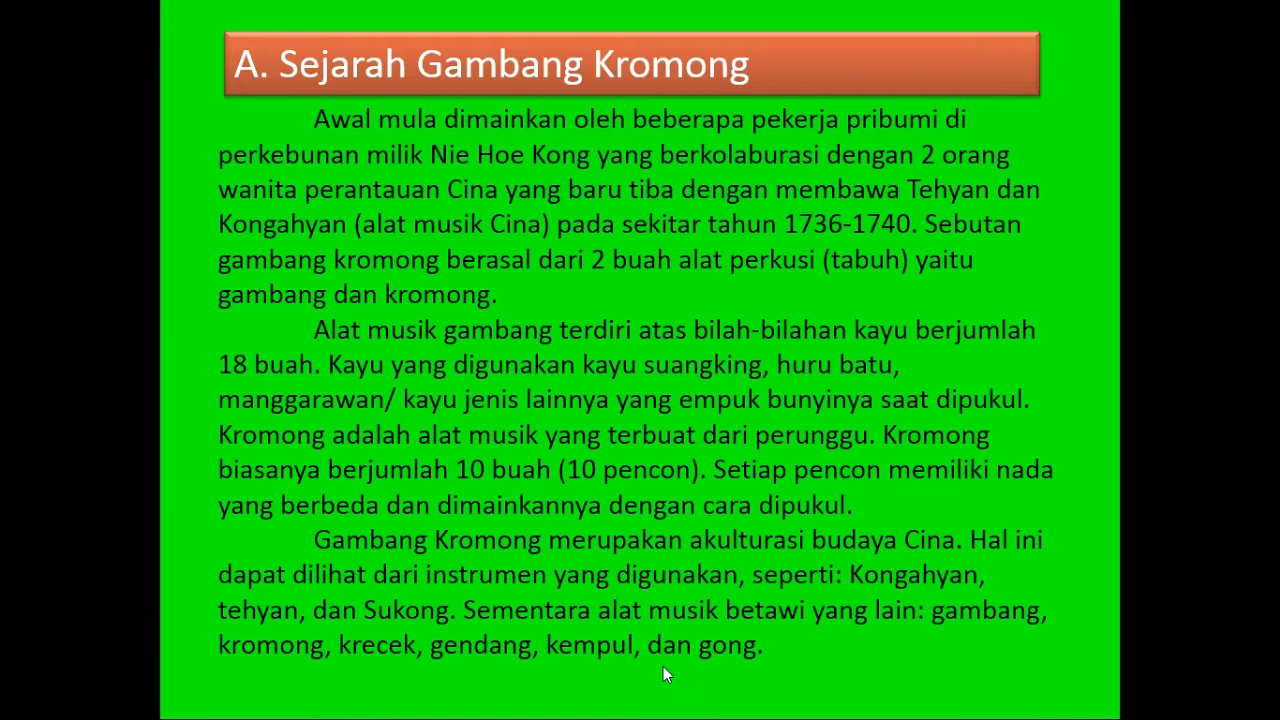 A. Sejarah Gambang Kromong
Awal mula dimainkan oleh beberapa pekerja pribumi di
perkebunan milik Nie Hoe Kong yang berkolaburasi dengan 2 orang
wanita perantauan Cina yang baru tiba dengan membawa Tehyan dan
Kongahyan (alat musik Cina) pada sekitar tahun 1736-1740. Sebutan
gambang kromong berasal dari 2 buah alat perkusi (tabuh) yaitu
gambang dan kromong.
Alat musik gambang terdiri atas bilah-bilahan kayu berjumlah
18 buah. Kayu yang digunakan kayu suangking, huru batu,
manggarawan/ kayu jenis lainnya yang empuk bunyinya saat dipukul.
Kromong adalah alat musik yang terbuat dari perunggu. Kromong
biasanya berjumlah 10 buah (10 pencon). Setiap pencon memiliki nada
yang berbeda dan dimainkannya dengan cara dipukul.
Gambang Kromong merupakan akulturasi budaya Cina. Hal ini
dapat dilihat dari instrumen yang digunakan, seperti: Kongahyan,
tehyan, dan Sukong. Sementara alat musik betawi yang lain: gambang,
kromong, krecek, gendang, kempul, dan gong.